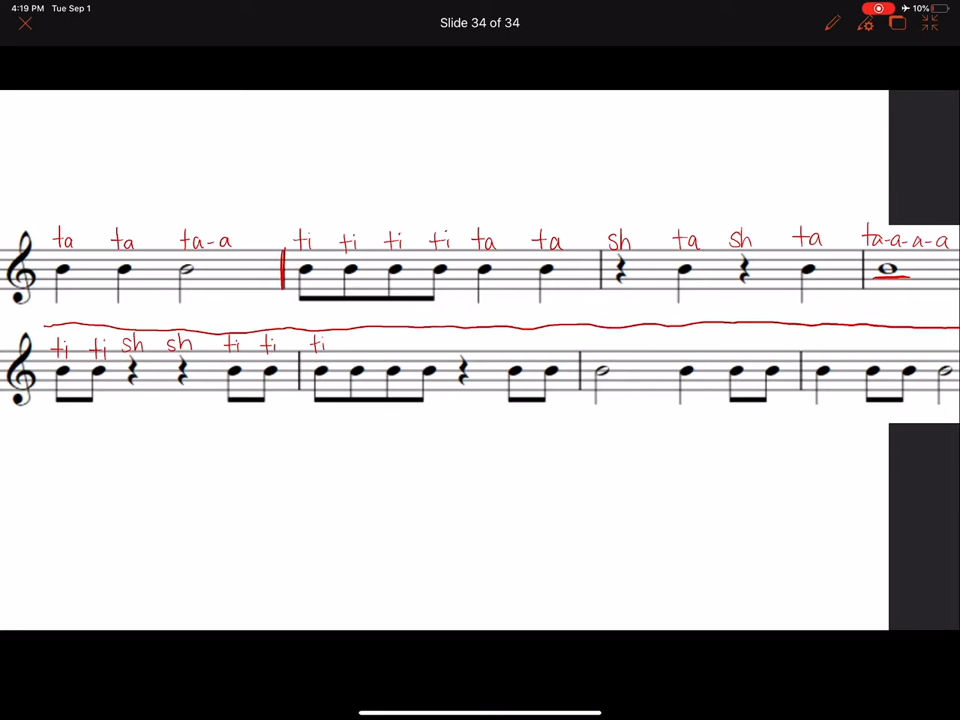 4:19 PM Tue Sep 1
10%
Slide 34 of 34
ta ta ta-a ti ti ti ti ta ta sh ta sh ta ta-a-a-a
ti ti sh sh ti ti ti